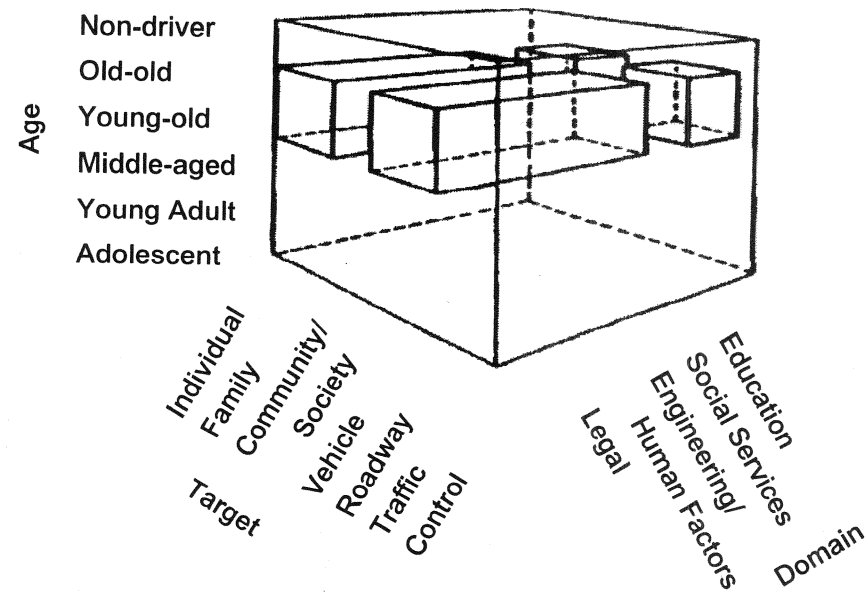 Non-driver
Old-old
Young-old
Middle-aged
Young Adult
Adolescent
Age
Individual
Family
Community/
Society
Vehicle
Roadway
Traffic
Control
Target
Legal
Engineering/
Human Factors
Social Services
Education
Domain